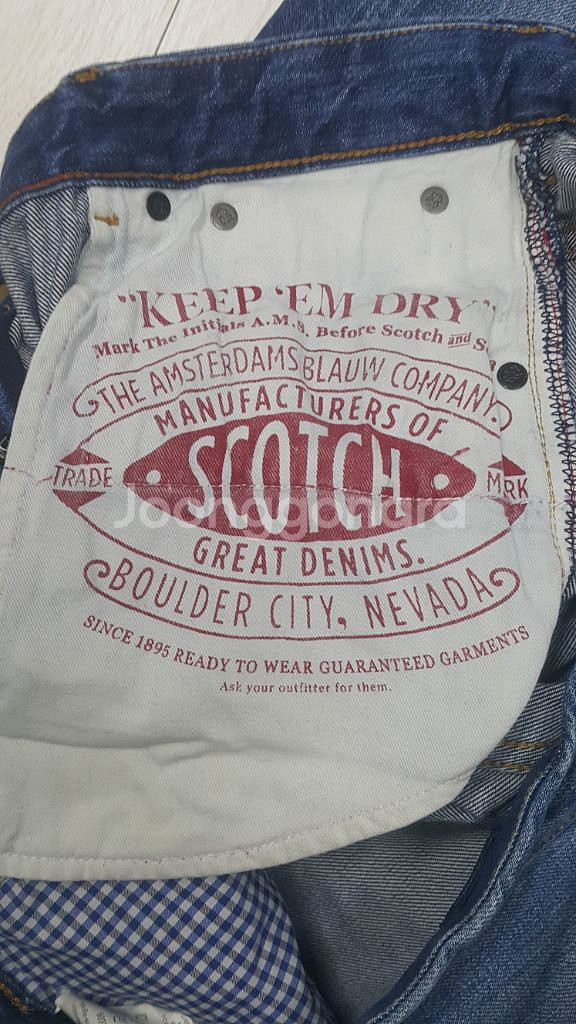 "KEEP 'EM DRY"
Mark The Initials A.M.S. Before Scotch and
THE AMSTERDAMS BLAUW COMPANY.
MANUFACTURERS OF
SCOTCH
TRADE MRK
Joonggonara
GREAT DENIMS.
BOULDER CITY, NEVADA
SINCE 1895 READY TO WEAR GUARANTEED GARMENTS
Ask your outfitter for them.